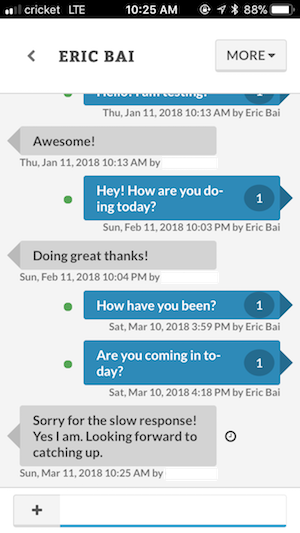 cricket LTE 10:25 AM 88%
ERIC BAI
MORE
Hello! I am testing!
1
Thu, Jan 11, 2018 10:13 AM by Eric Bai
Awesome!
Thu, Jan 11, 2018 10:13 AM by
Hey! How are you do-
ing today?
1
Sun, Feb 11, 2018 10:03 PM by Eric Bai
Doing great thanks!
Sun, Feb 11, 2018 10:04 PM by
How have you been?
1
Sat, Mar 10, 2018 3:59 PM by Eric Bai
Are you coming in to-
day?
1
Sat, Mar 10, 2018 4:18 PM by Eric Bai
Sorry for the slow response!
Yes I am. Looking forward to
catching up.
Sun, Mar 11, 2018 10:25 AM by
+